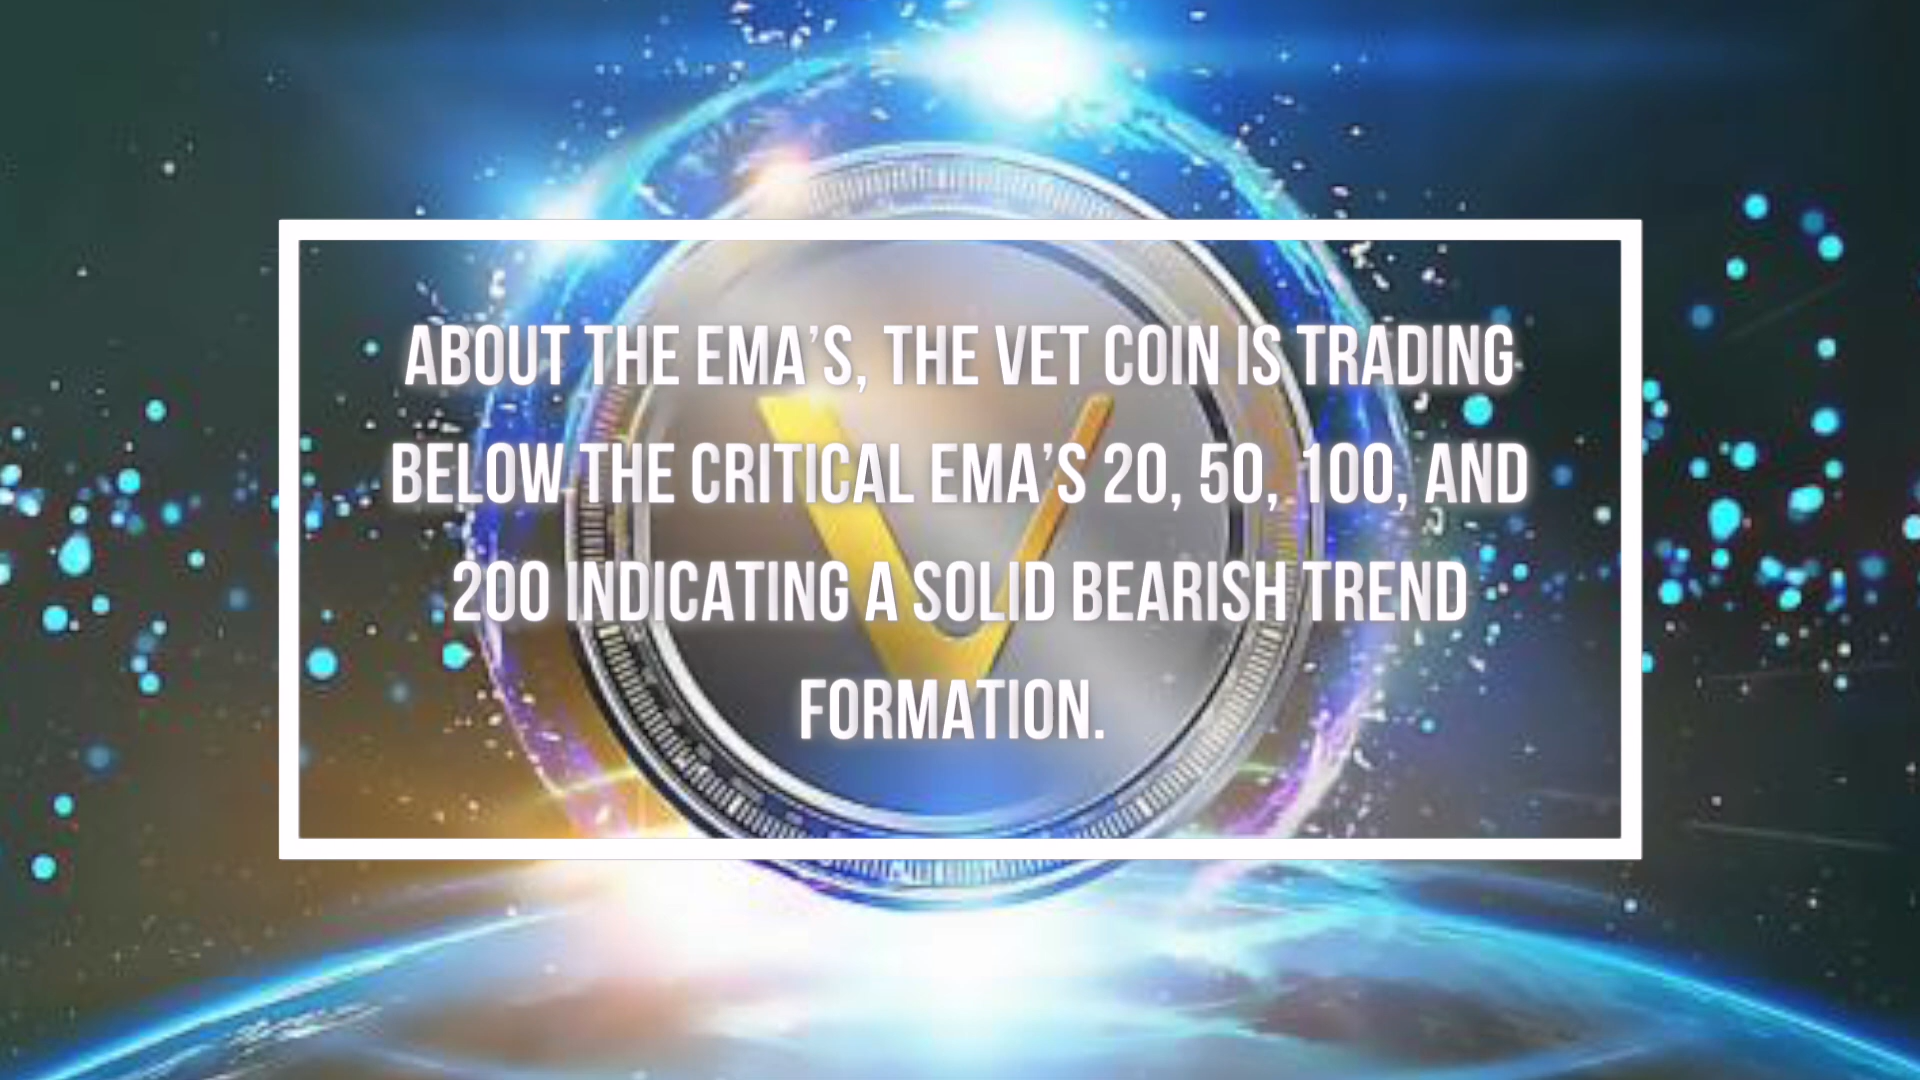 ABOUT THE EMA’S, THE VET COIN IS TRADING
BELOW THE CRITICAL EMA’S 20, 50, 100, AND
200 INDICATING A SOLID BEARISH TREND
FORMATION.